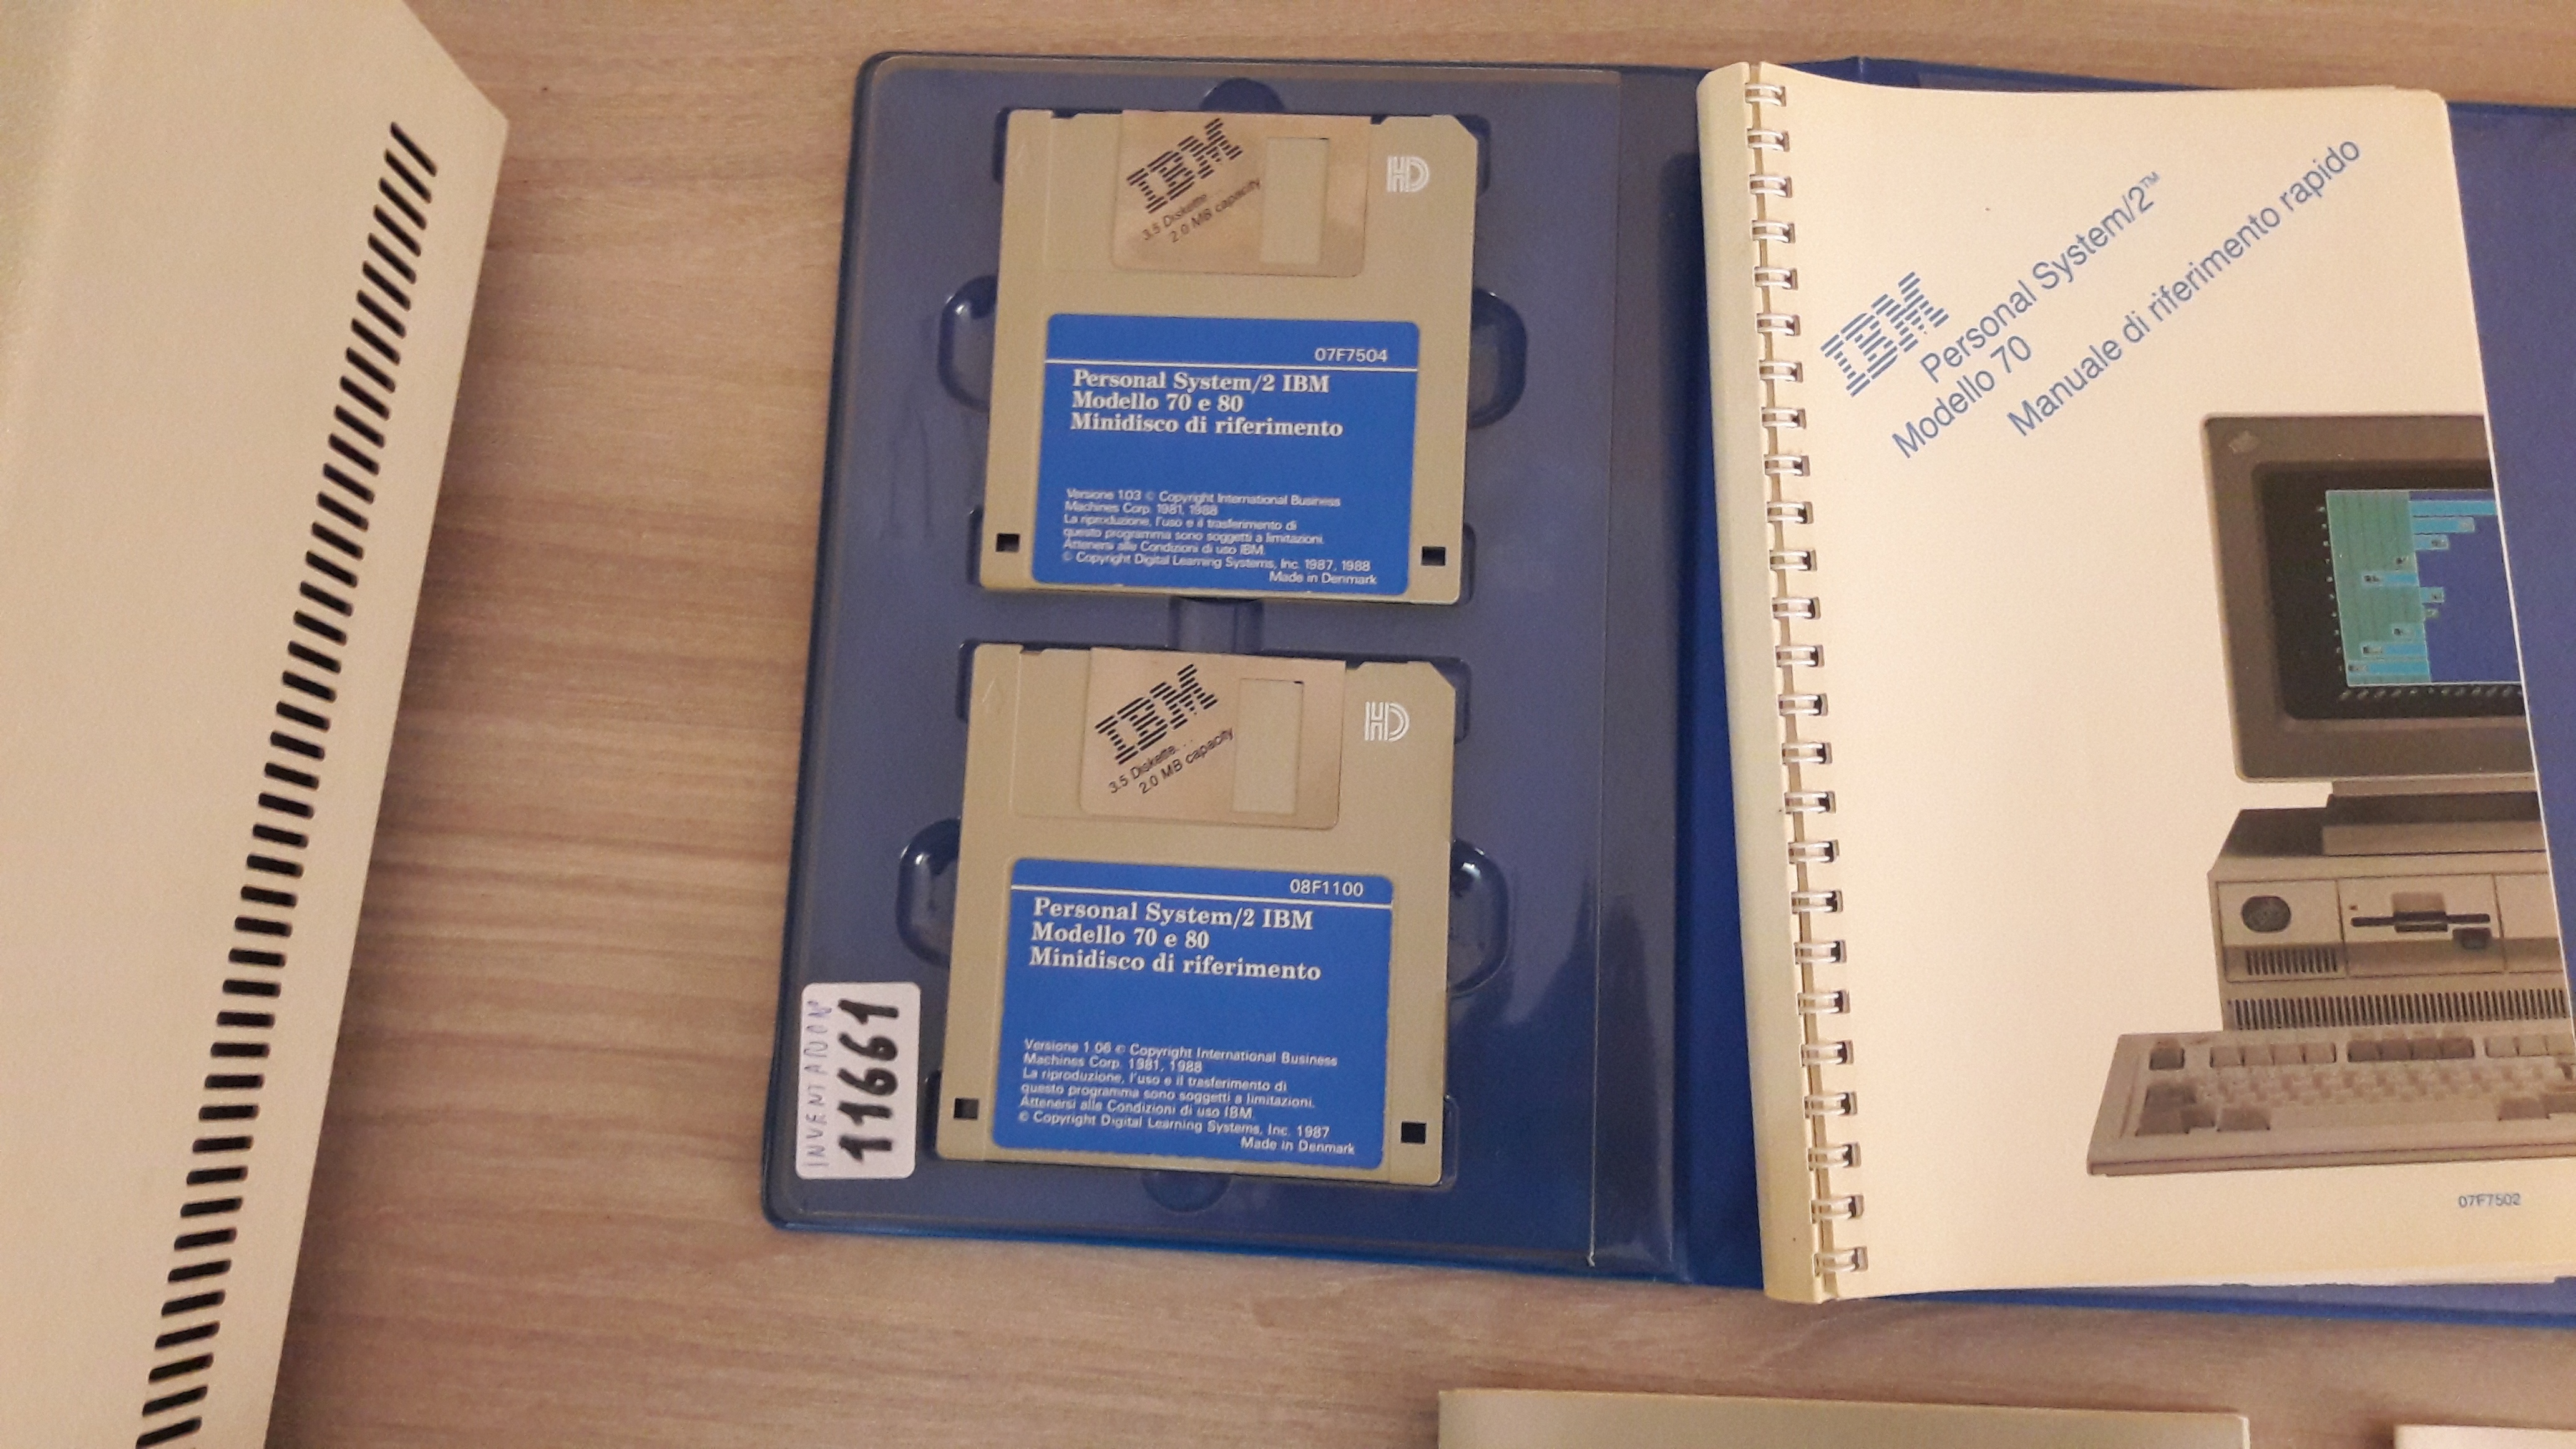 IBM
3.5 Diskette
2.0 MB capacity
HD
07F7504
Personal System/2 IBM
Modello 70 e 80
Minidisco di riferimento
Versione 1.03 © Copyright International Business
Machines Corp. 1981, 1988
La riproduzione, l'uso e il trasferimento di
questo programma sono soggetti a limitazioni.
Attenersi alle Condizioni di uso IBM.
© Copyright Digital Learning Systems, Inc. 1987, 1988
Made in Denmark
IBM
3.5 Diskette...
2.0 MB capacity
HD
08F1100
Personal System/2 IBM
Modello 70 e 80
Minidisco di riferimento
Versione 1.06 © Copyright International Business
Machines Corp. 1981, 1988
La riproduzione, l'uso e il trasferimento di
questo programma sono soggetti a limitazioni.
Attenersi alle Condizioni di uso IBM.
© Copyright Digital Learning Systems, Inc. 1987
Made in Denmark
11661
IBM
Personal System/2™
Modello 70
Manuale di riferimento rapido
07F7502